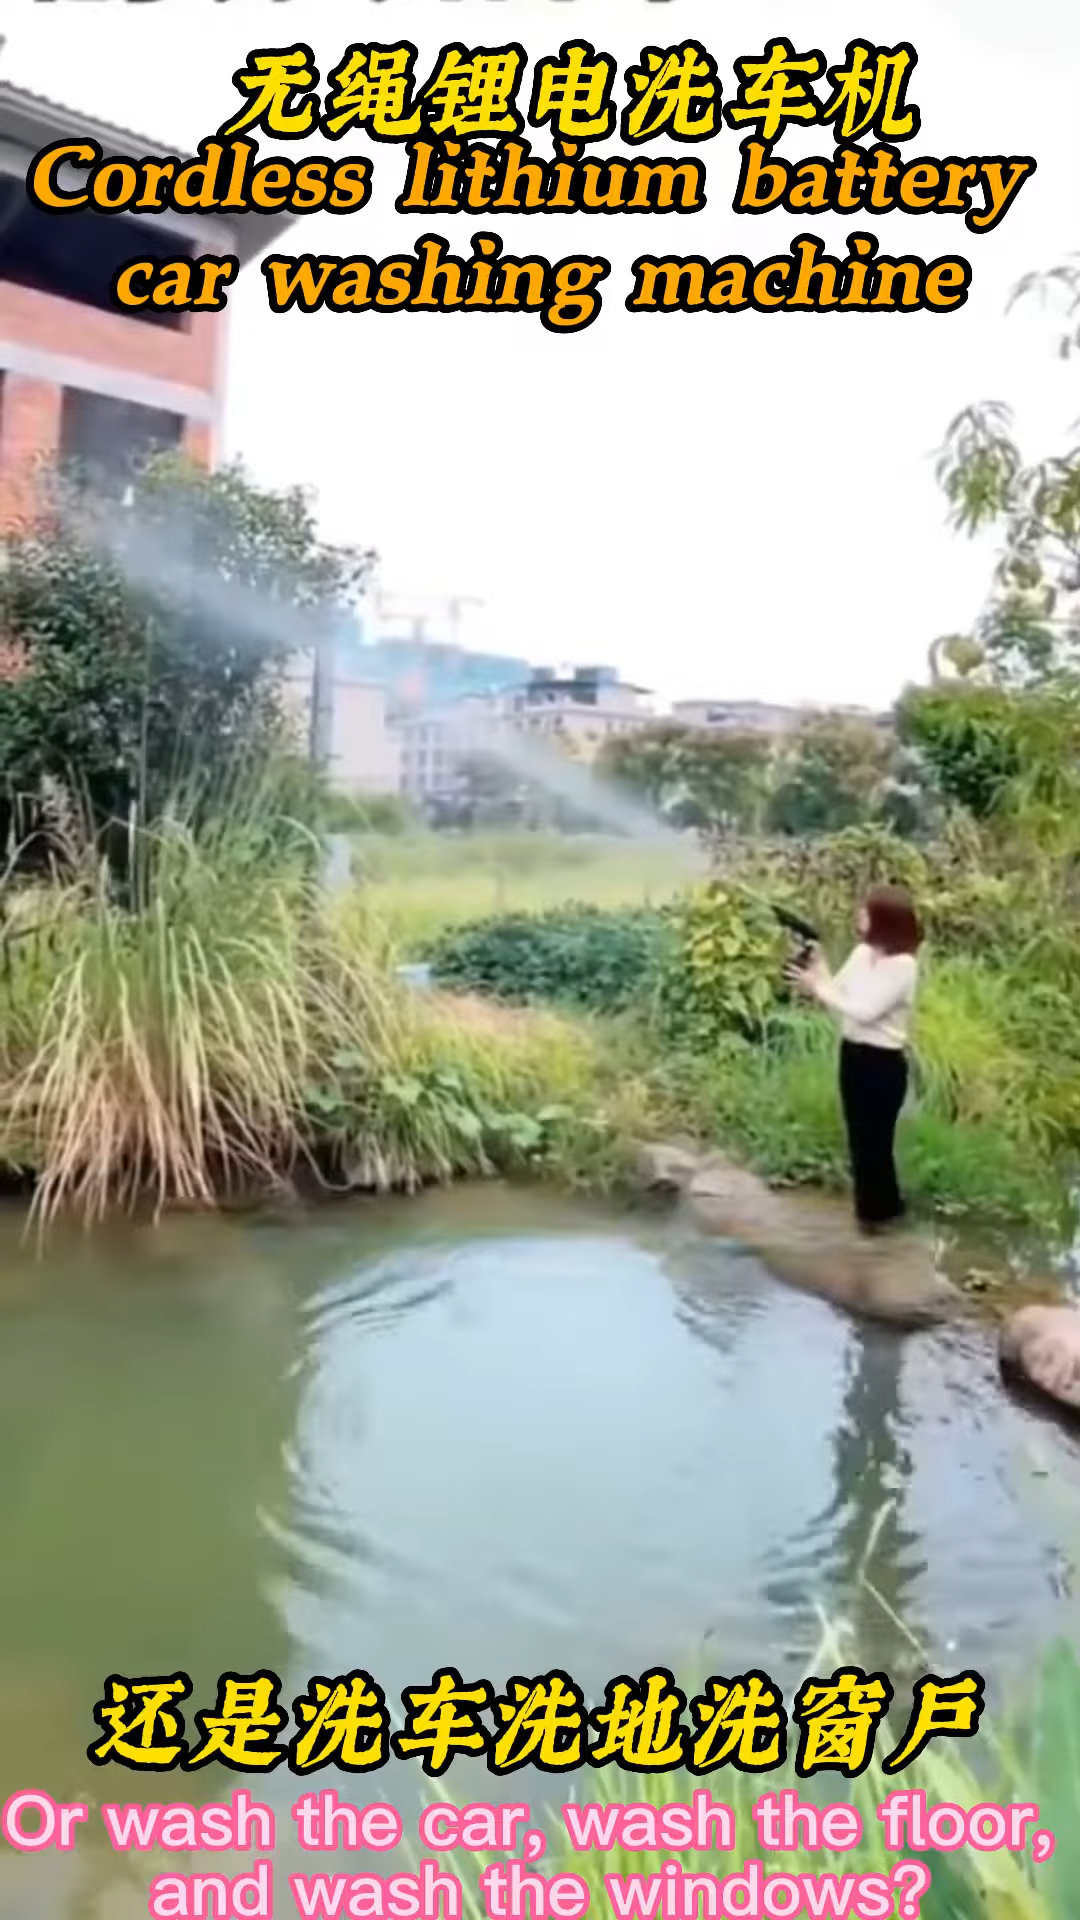 无绳锂电洗车机
Cordless lithium battery
car washing machine
还是洗车洗地洗窗户
Or wash the car, wash the floor,
and wash the windows?